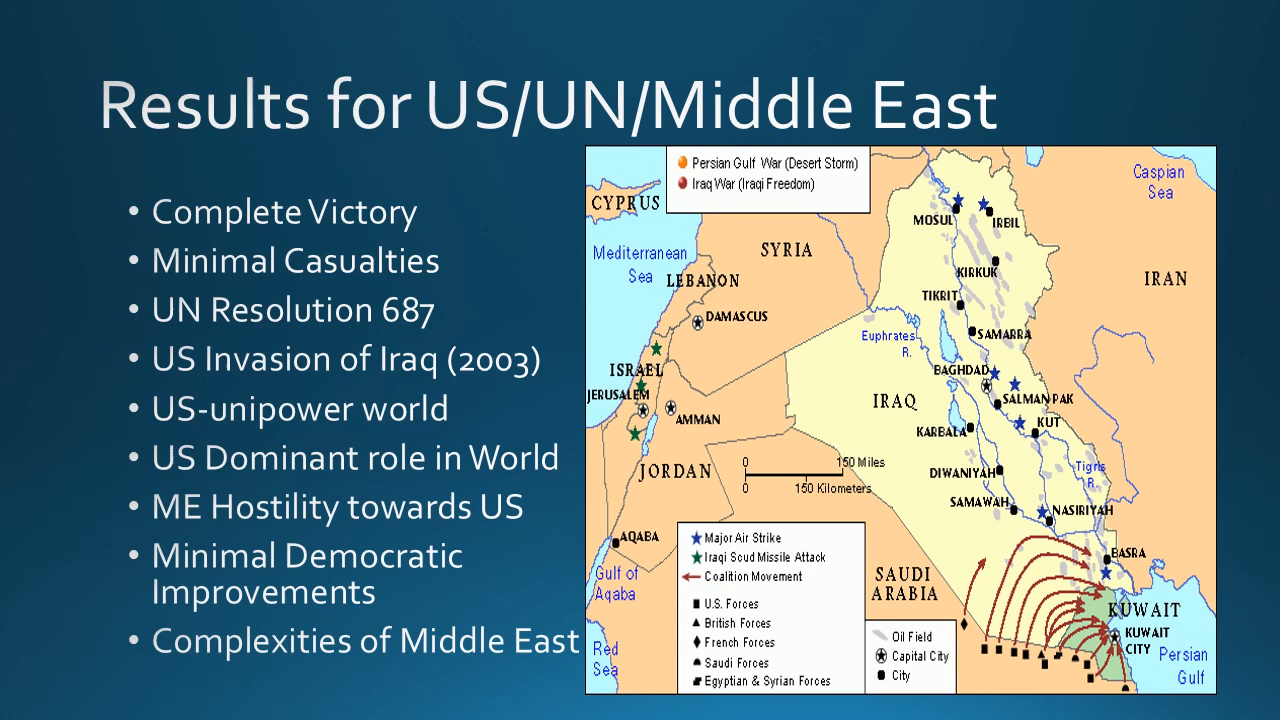 Results for US/UN/Middle East
• Complete Victory
• Minimal Casualties
• UN Resolution 687
• US Invasion of Iraq (2003)
• US-unipower world
• US Dominant role in World
• ME Hostility towards US
• Minimal Democratic
Improvements
• Complexities of Middle East
Persian Gulf War (Desert Storm)
Iraq War (Iraqi Freedom)
Caspian
Sea
CYPRUS
MOSUL
IRBIL
Mediterranean
Sea
SYRIA
LEBANON
KIRKUK
IRAN
TIKRIT
DAMASCUS
Euphrates
R.
SAMARRA
ISRAEL
BAGHDAD
JERUSALEM
SALMAN PAK
IRAQ
AMMAN
KUT
KARBALA
JORDAN
0
150 Miles
0
150 Kilometers
DIWANIYAH
Tigris
R.
SAMAWAH
NASIRIYAH
AQABA
Major Air Strike
Iraqi Scud Missile Attack
Coalition Movement
U.S. Forces
British Forces
French Forces
Saudi Forces
Egyptian & Syrian Forces
BASRA
Gulf of
Aqaba
SAUDI
ARABIA
KUWAIT
KUWAIT
CITY
Oil Field
Capital City
City
Red
Sea
Persian
Gulf